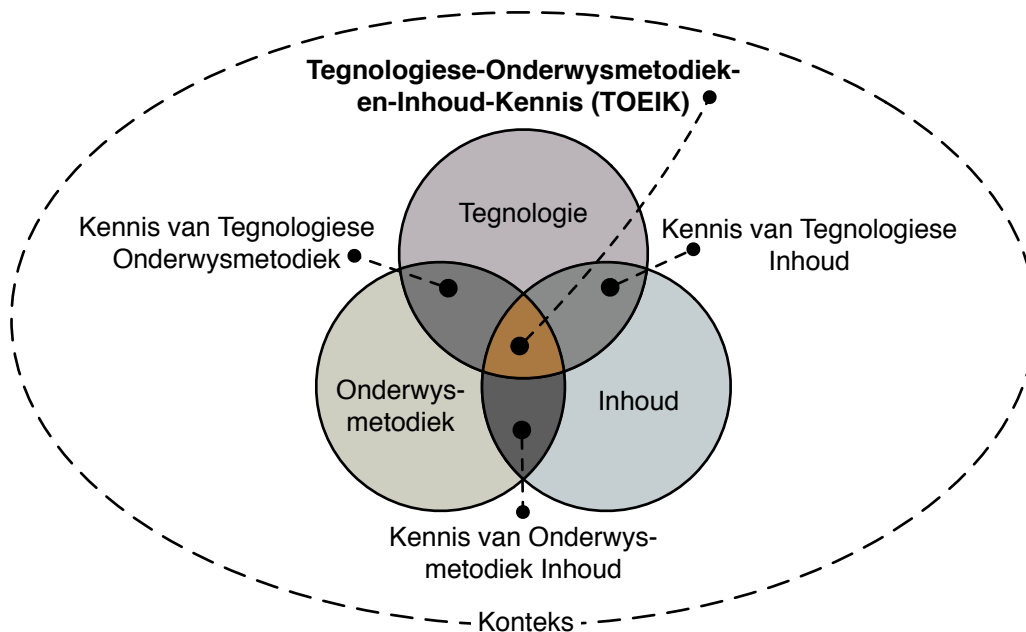 Tegnologiese-Onderwysmetodiek-
en-Inhoud-Kennis (TOEIK)
Tegnologie
Kennis van Tegnologiese
Onderwysmetodiek
Kennis van Tegnologiese
Inhoud
Onderwys-
metodiek
Inhoud
Kennis van Onderwys-
metodiek Inhoud
Konteks